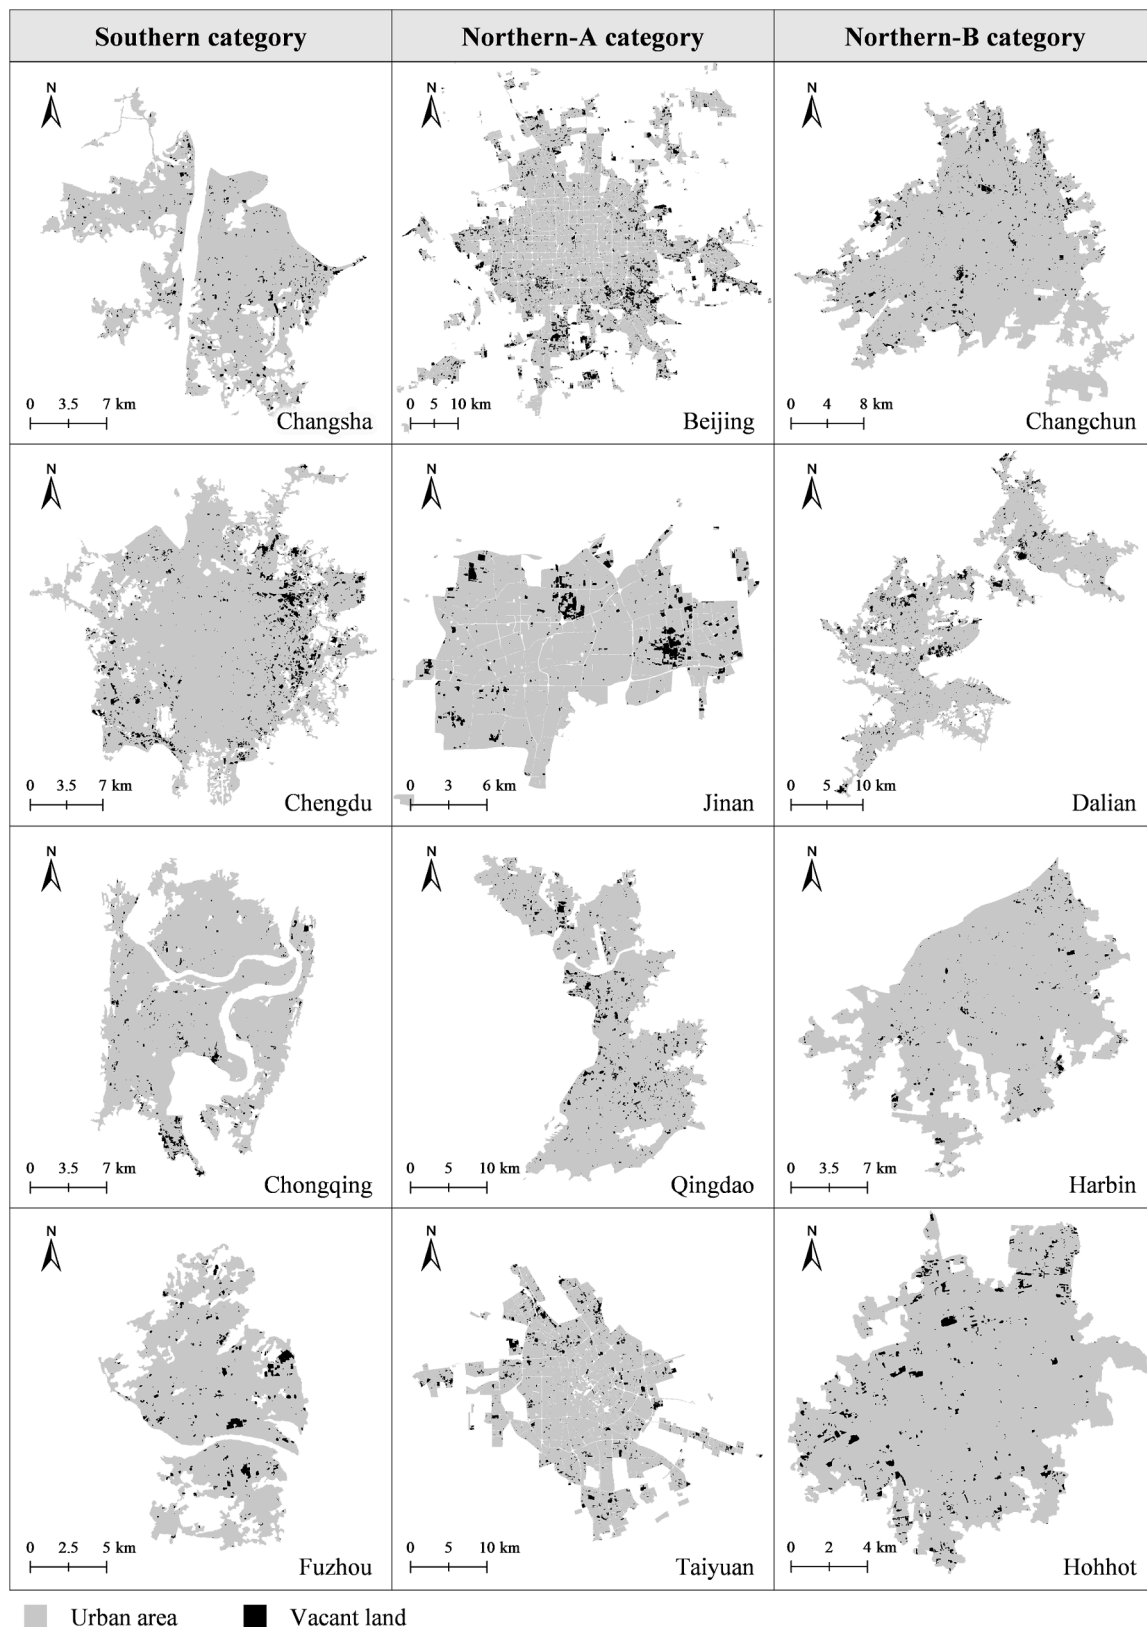 Southern category
Northern-A category
Northern-B category
N
N
N
0 3.5 7 km
Changsha
0 5 10 km
Beijing
0 4 8 km
Changchun
N
N
N
0 3.5 7 km
Chengdu
0 3 6 km
Jinan
0 5 10 km
Dalian
N
N
N
0 3.5 7 km
Chongqing
0 5 10 km
Qingdao
0 3.5 7 km
Harbin
N
N
N
0 2.5 5 km
Fuzhou
0 5 10 km
Taiyuan
0 2 4 km
Hohhot
Urban area
Vacant land